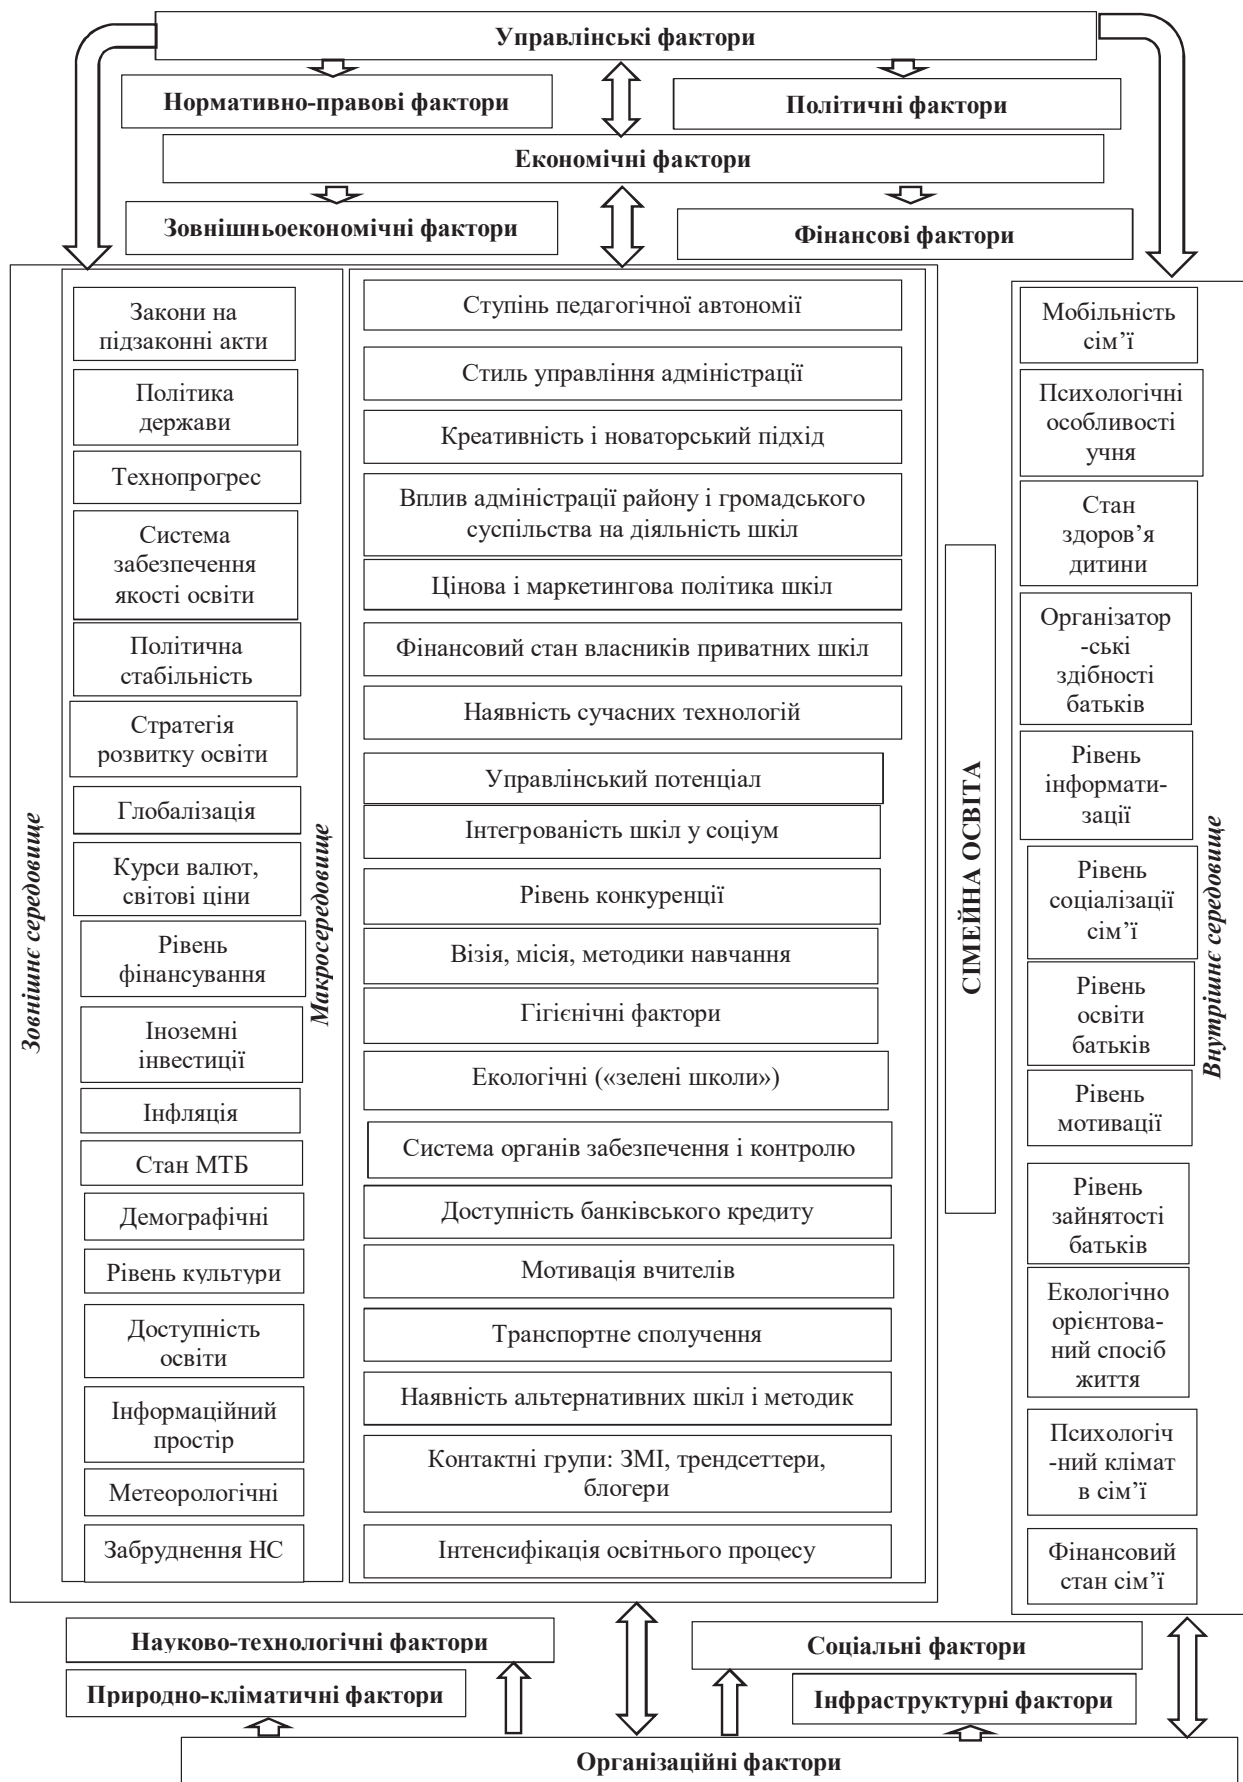 Управлінські фактори
Нормативно-правові фактори
Політичні фактори
Економічні фактори
Зовнішньоекономічні фактори
Фінансові фактори
Зовнішнє середовище
Закони на
підзаконні акти
Політика
держави
Технопрогрес
Система
забезпечення
якості освіти
Політична
стабільність
Стратегія
розвитку освіти
Глобалізація
Курси валют,
світові ціни
Рівень
фінансування
Іноземні
інвестиції
Інфляція
Стан МТБ
Демографічні
Рівень культури
Доступність
освіти
Інформаційний
простір
Метеорологічні
Забруднення НС
Макросередовище
Ступінь педагогічної автономії
Стиль управління адміністрації
Креативність і новаторський підхід
Вплив адміністрації району і громадського
суспільства на діяльність шкіл
Цінова і маркетингова політика шкіл
Фінансовий стан власників приватних шкіл
Наявність сучасних технологій
Управлінський потенціал
Інтегрованість шкіл у соціум
Рівень конкуренції
Візія, місія, методики навчання
Гігієнічні фактори
Екологічні («зелені школи»)
Система органів забезпечення і контролю
Доступність банківського кредиту
Мотивація вчителів
Транспортне сполучення
Наявність альтернативних шкіл і методик
Контактні групи: ЗМІ, трендсеттери,
блогери
Інтенсифікація освітнього процесу
СІМЕЙНА ОСВІТА
Мобільність
сім’ї
Психологічні
особливості
учня
Стан
здоров’я
дитини
Організатор
-ські
здібності
батьків
Рівень
інформати-
зації
Рівень
соціалізації
сім’ї
Рівень
освіти
батьків
Рівень
мотивації
Рівень
зайнятості
батьків
Екологічно
орієнтова-
ний спосіб
життя
Психологіч
-ний клімат
в сім’ї
Фінансовий
стан сім’ї
Внутрішнє середовище
Науково-технологічні фактори
Соціальні фактори
Природно-кліматичні фактори
Інфраструктурні фактори
Організаційні фактори